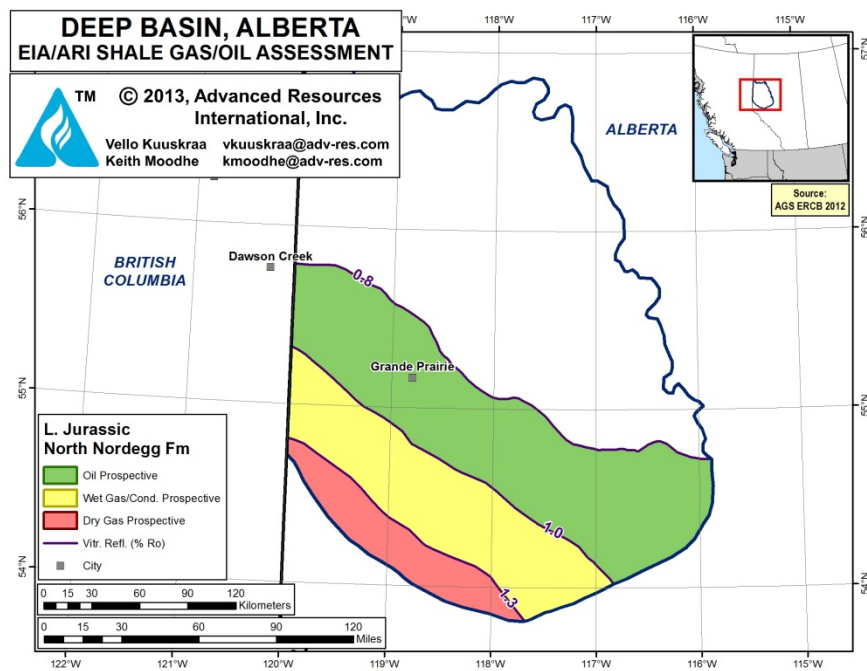 DEEP BASIN, ALBERTA
EIA/ARI SHALE GAS/OIL ASSESSMENT
TM
© 2013, Advanced Resources
International, Inc.
Vello Kuuskraa vkuuskraa@adv-res.com
Keith Moodhe kmoodhe@adv-res.com
119°W 118°W 117°W 116°W 115°W
57°N
ALBERTA
Source:
AGS ERCB 2012
56°N
56°N
BRITISH
COLUMBIA
Dawson Creek
0.8
Grande Prairie
55°N
55°N
L. Jurassic
North Nordegg Fm
Oil Prospective
Wet Gas/Cond. Prospective
Dry Gas Prospective
Vitr. Refl. (% Ro)
City
1.0
1.3
54°N
54°N
0 15 30 60 90 120
Kilometers
0 15 30 60 90 120
Miles
122°W 121°W 120°W 119°W 118°W 117°W 116°W